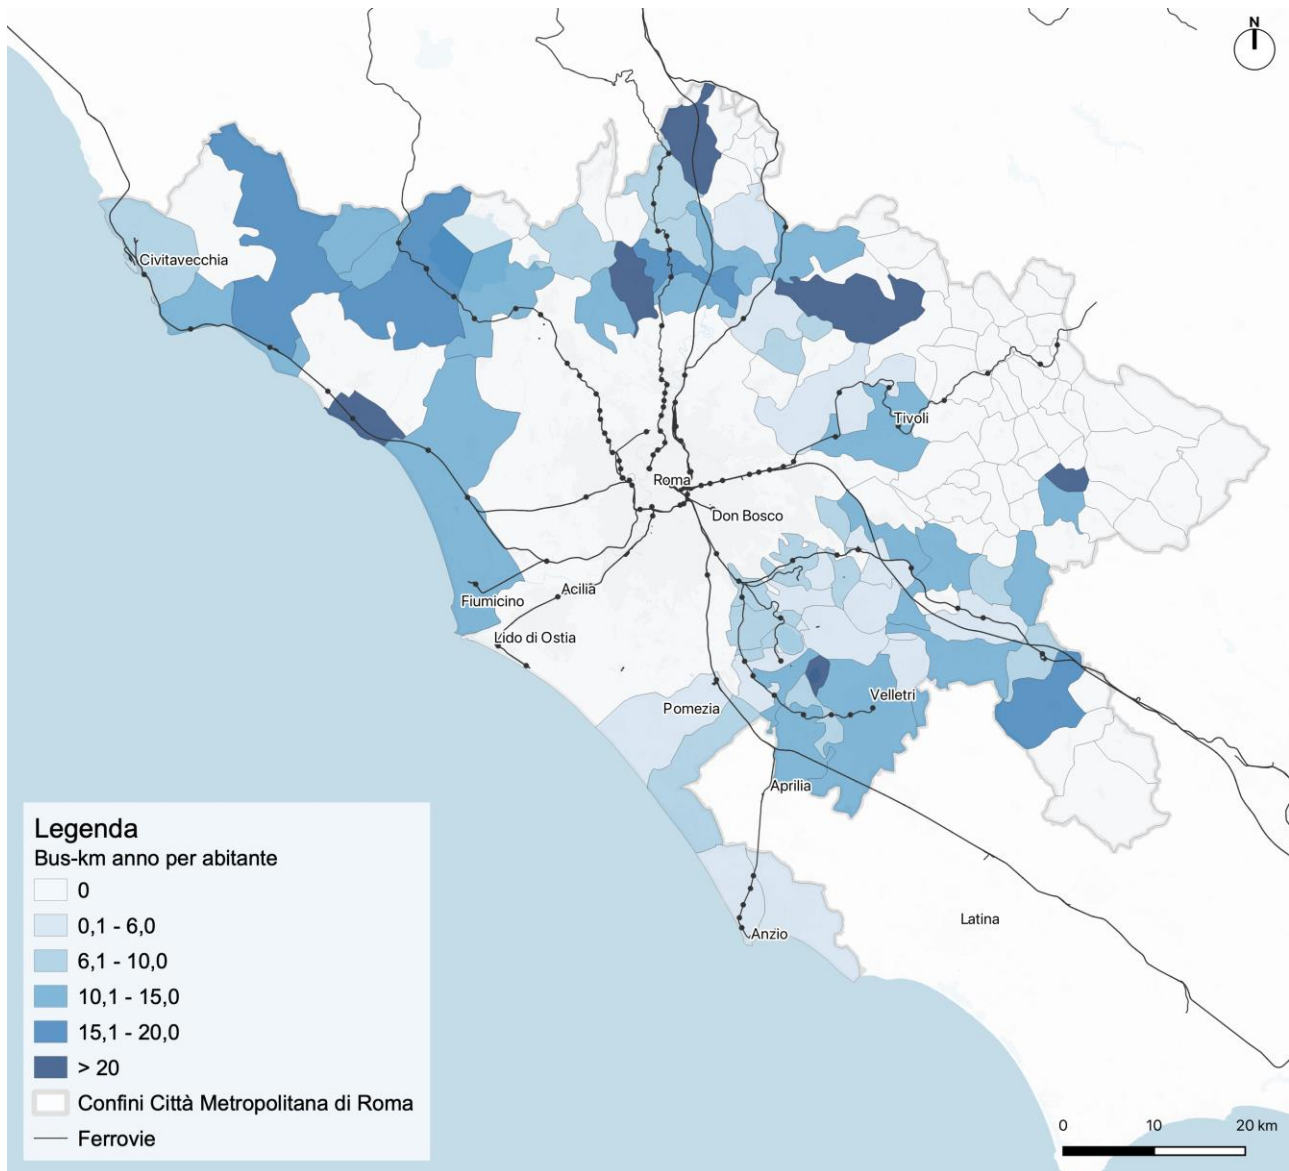 N
Civitavecchia
Tivoli
Roma
Don Bosco
Acilia
Fiumicino
Lido di Ostia
Velletri
Pomezia
Aprilia
Latina
Anzio
Legenda
Bus-km anno per abitante
0
0,1 - 6,0
6,1 - 10,0
10,1 - 15,0
15,1 - 20,0
> 20
Confini Città Metropolitana di Roma
Ferrovie
0 10 20 km